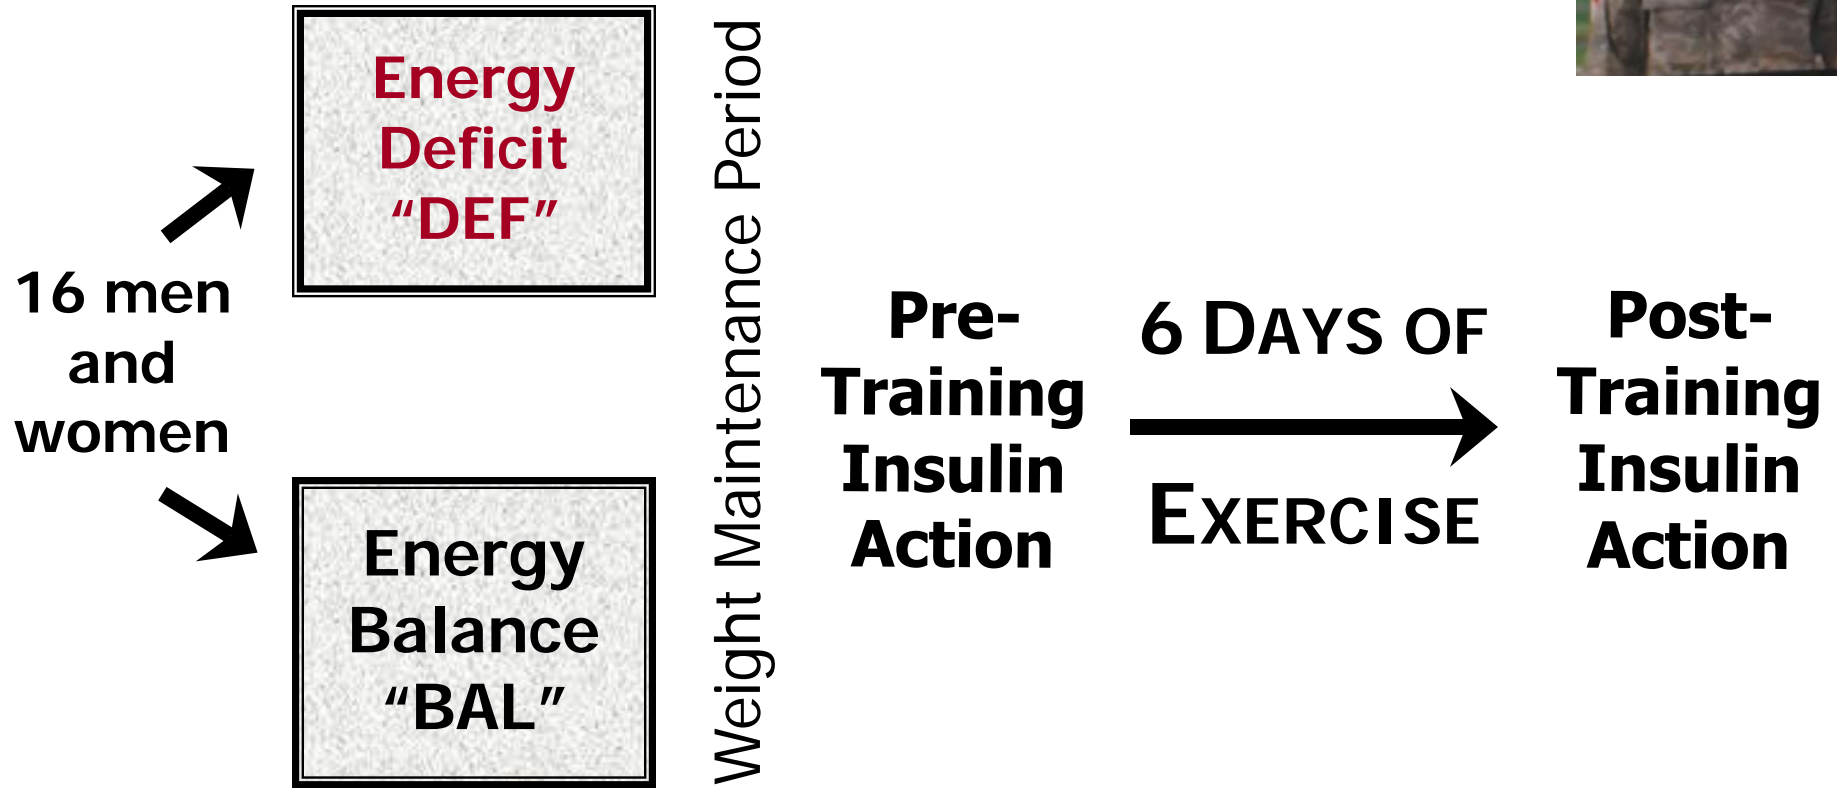 16 men
and
women
Energy
Deficit
“DEF”
Energy
Balance
“BAL”
Weight Maintenance Period
Pre-
Training
Insulin
Action
6 DAYS OF
EXERCISE
Post-
Training
Insulin
Action